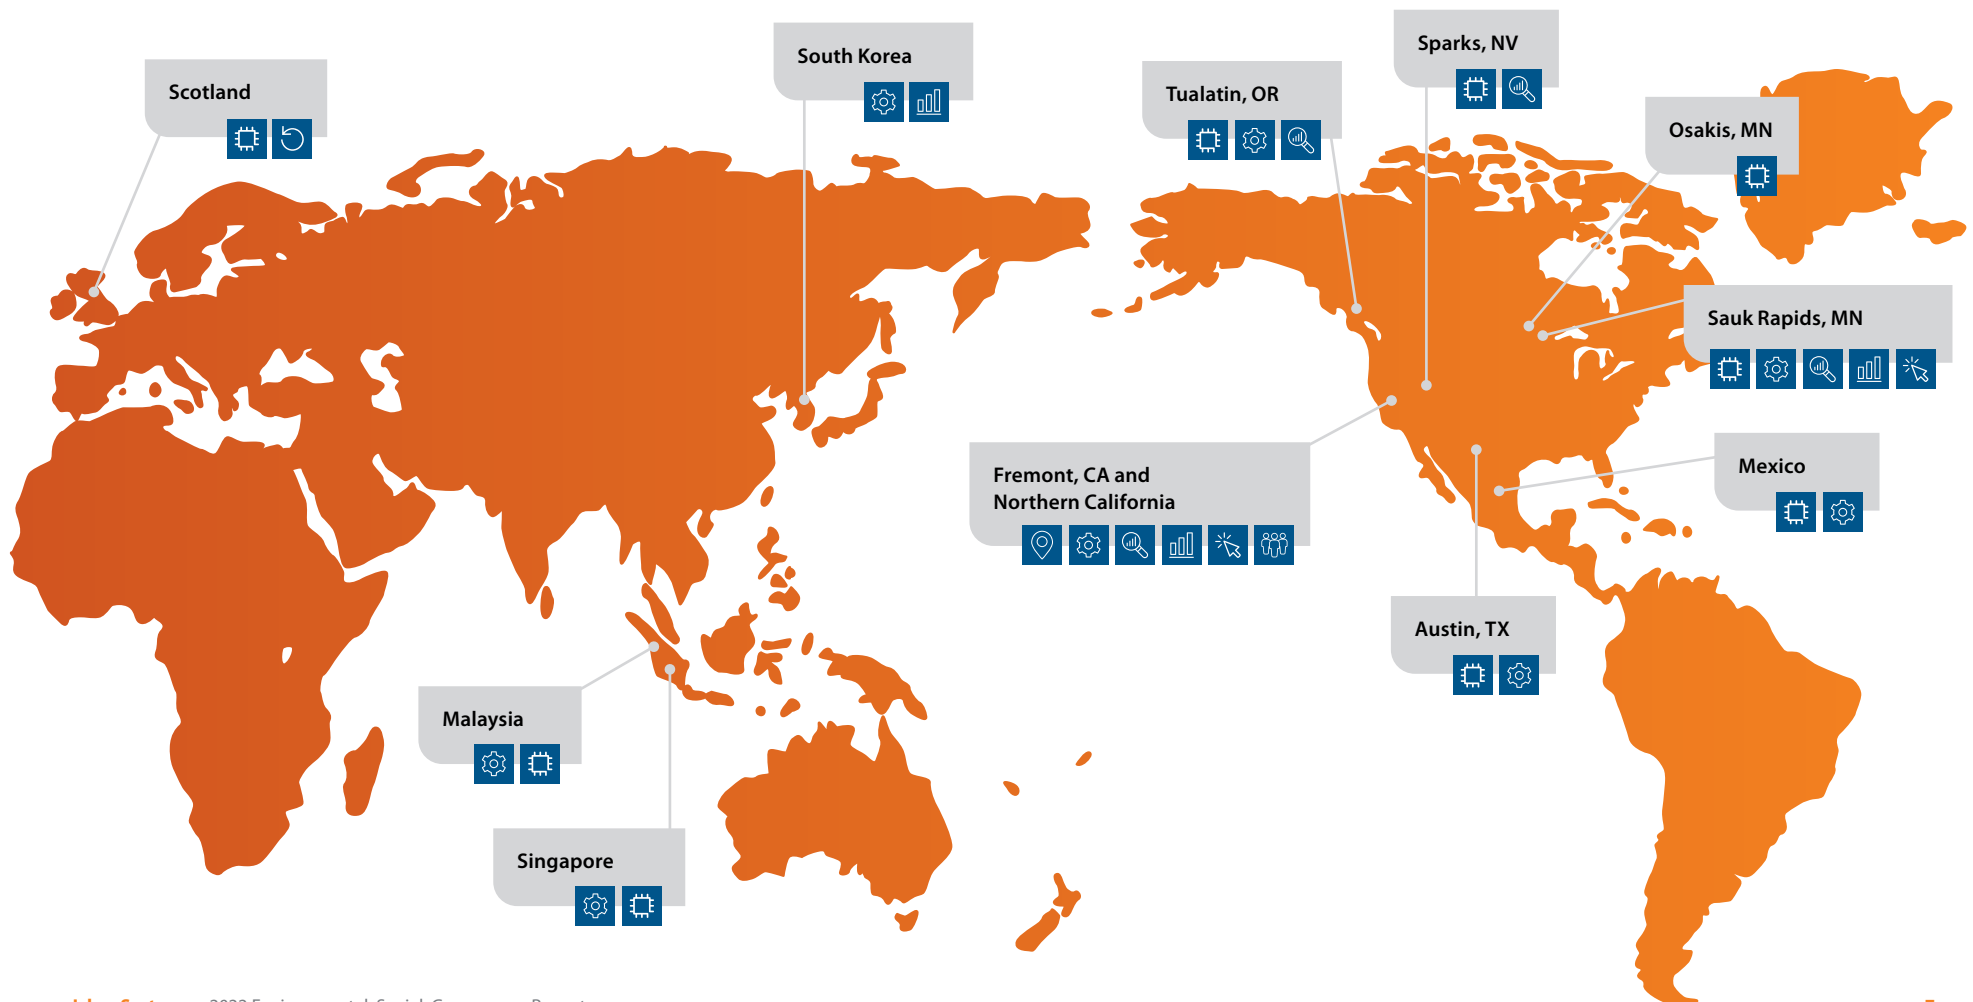 Scotland
South Korea
Sparks, NV
Tualatin, OR
Osakis, MN
Sauk Rapids, MN
Fremont, CA and
Northern California
Mexico
Austin, TX
Malaysia
Singapore